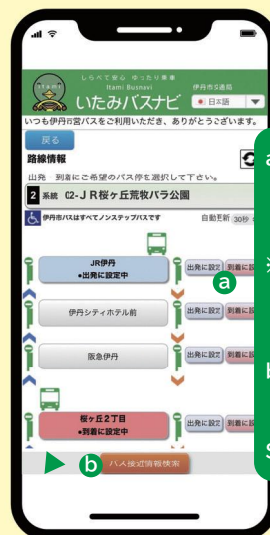 しらべて安心 ゆったり乗車
Itami Busnavi
いたみバスナビ
伊丹市交通局
日本語
いつも伊丹市営バスをご利用いただき、ありがとうございます。
戻る
路線情報
出発・到着にご希望のバス停を選択して下さい。
2 系統 02-JR桜ヶ丘荒牧バラ公園
伊丹市バスはすべてノンステップバスです
自動更新 30秒
JR伊丹
●出発に設定中
出発に設定 到着に設
a
伊丹シティホテル前
出発に設定 到着に設
阪急伊丹
出発に設定 到着に設
桜ヶ丘2丁目
●到着に設定中
出発に設定 到着に設
b
バス接近情報検索